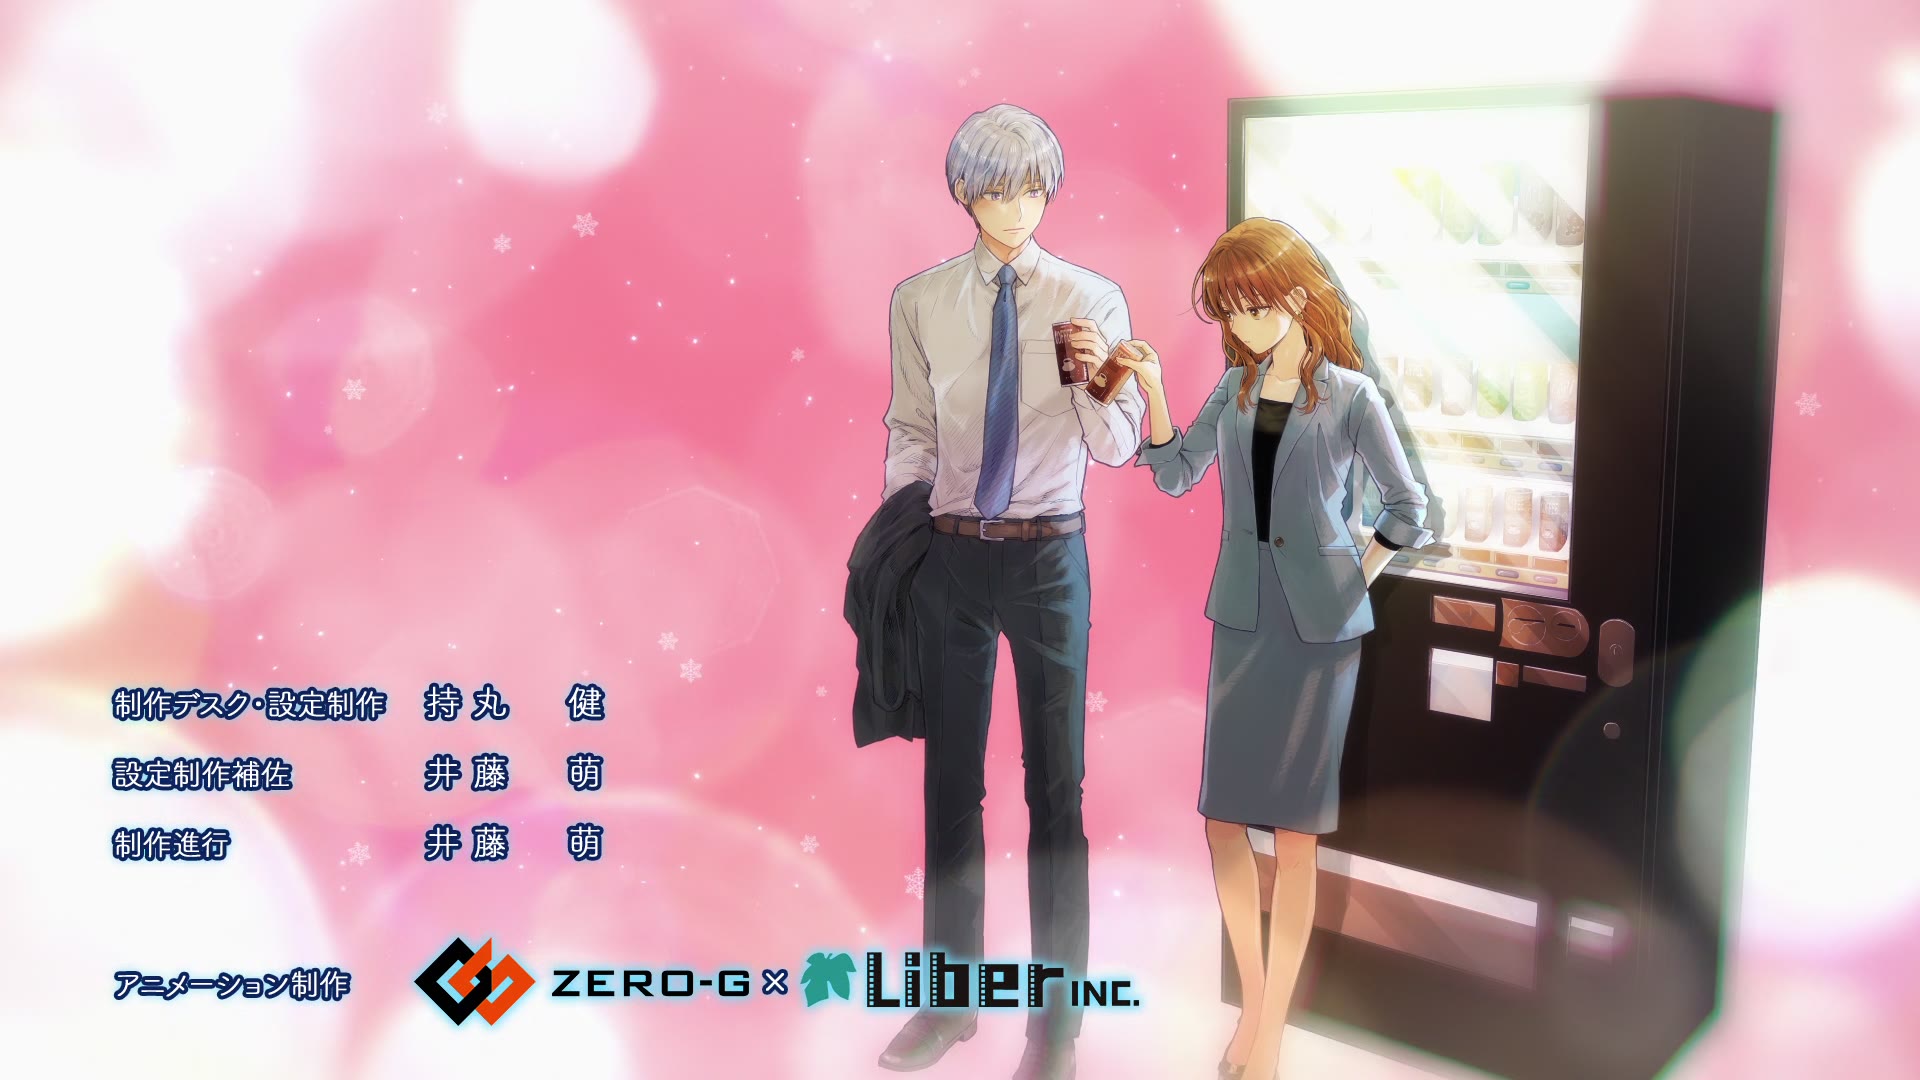 制作デスク・設定制作 持丸 健
設定制作補佐 井藤 萌
制作進行 井藤 萌
アニメーション制作 ZERO-G × Liber INC.